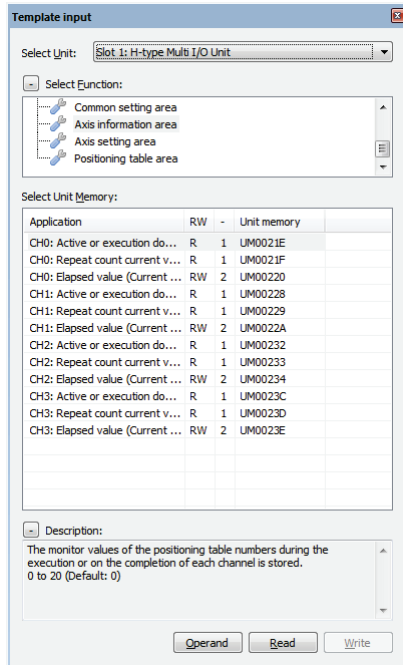 Template input
Select Unit: Slot 1: H-type Multi I/O Unit
- Select Function:
Common setting area
Axis information area
Axis setting area
Positioning table area
Select Unit Memory:
Application RW - Unit memory
CH0: Active or execution do... R 1 UM0021E
CH0: Repeat count current v... R 1 UM0021F
CH0: Elapsed value (Current ... RW 2 UM00220
CH1: Active or execution do... R 1 UM00228
CH1: Repeat count current v... R 1 UM00229
CH1: Elapsed value (Current ... RW 2 UM0022A
CH2: Active or execution do... R 1 UM00232
CH2: Repeat count current v... R 1 UM00233
CH2: Elapsed value (Current ... RW 2 UM00234
CH3: Active or execution do... R 1 UM0023C
CH3: Repeat count current v... R 1 UM0023D
CH3: Elapsed value (Current ... RW 2 UM0023E
- Description:
The monitor values of the positioning table numbers during the
execution or on the completion of each channel is stored.
0 to 20 (Default: 0)
Operand Read Write